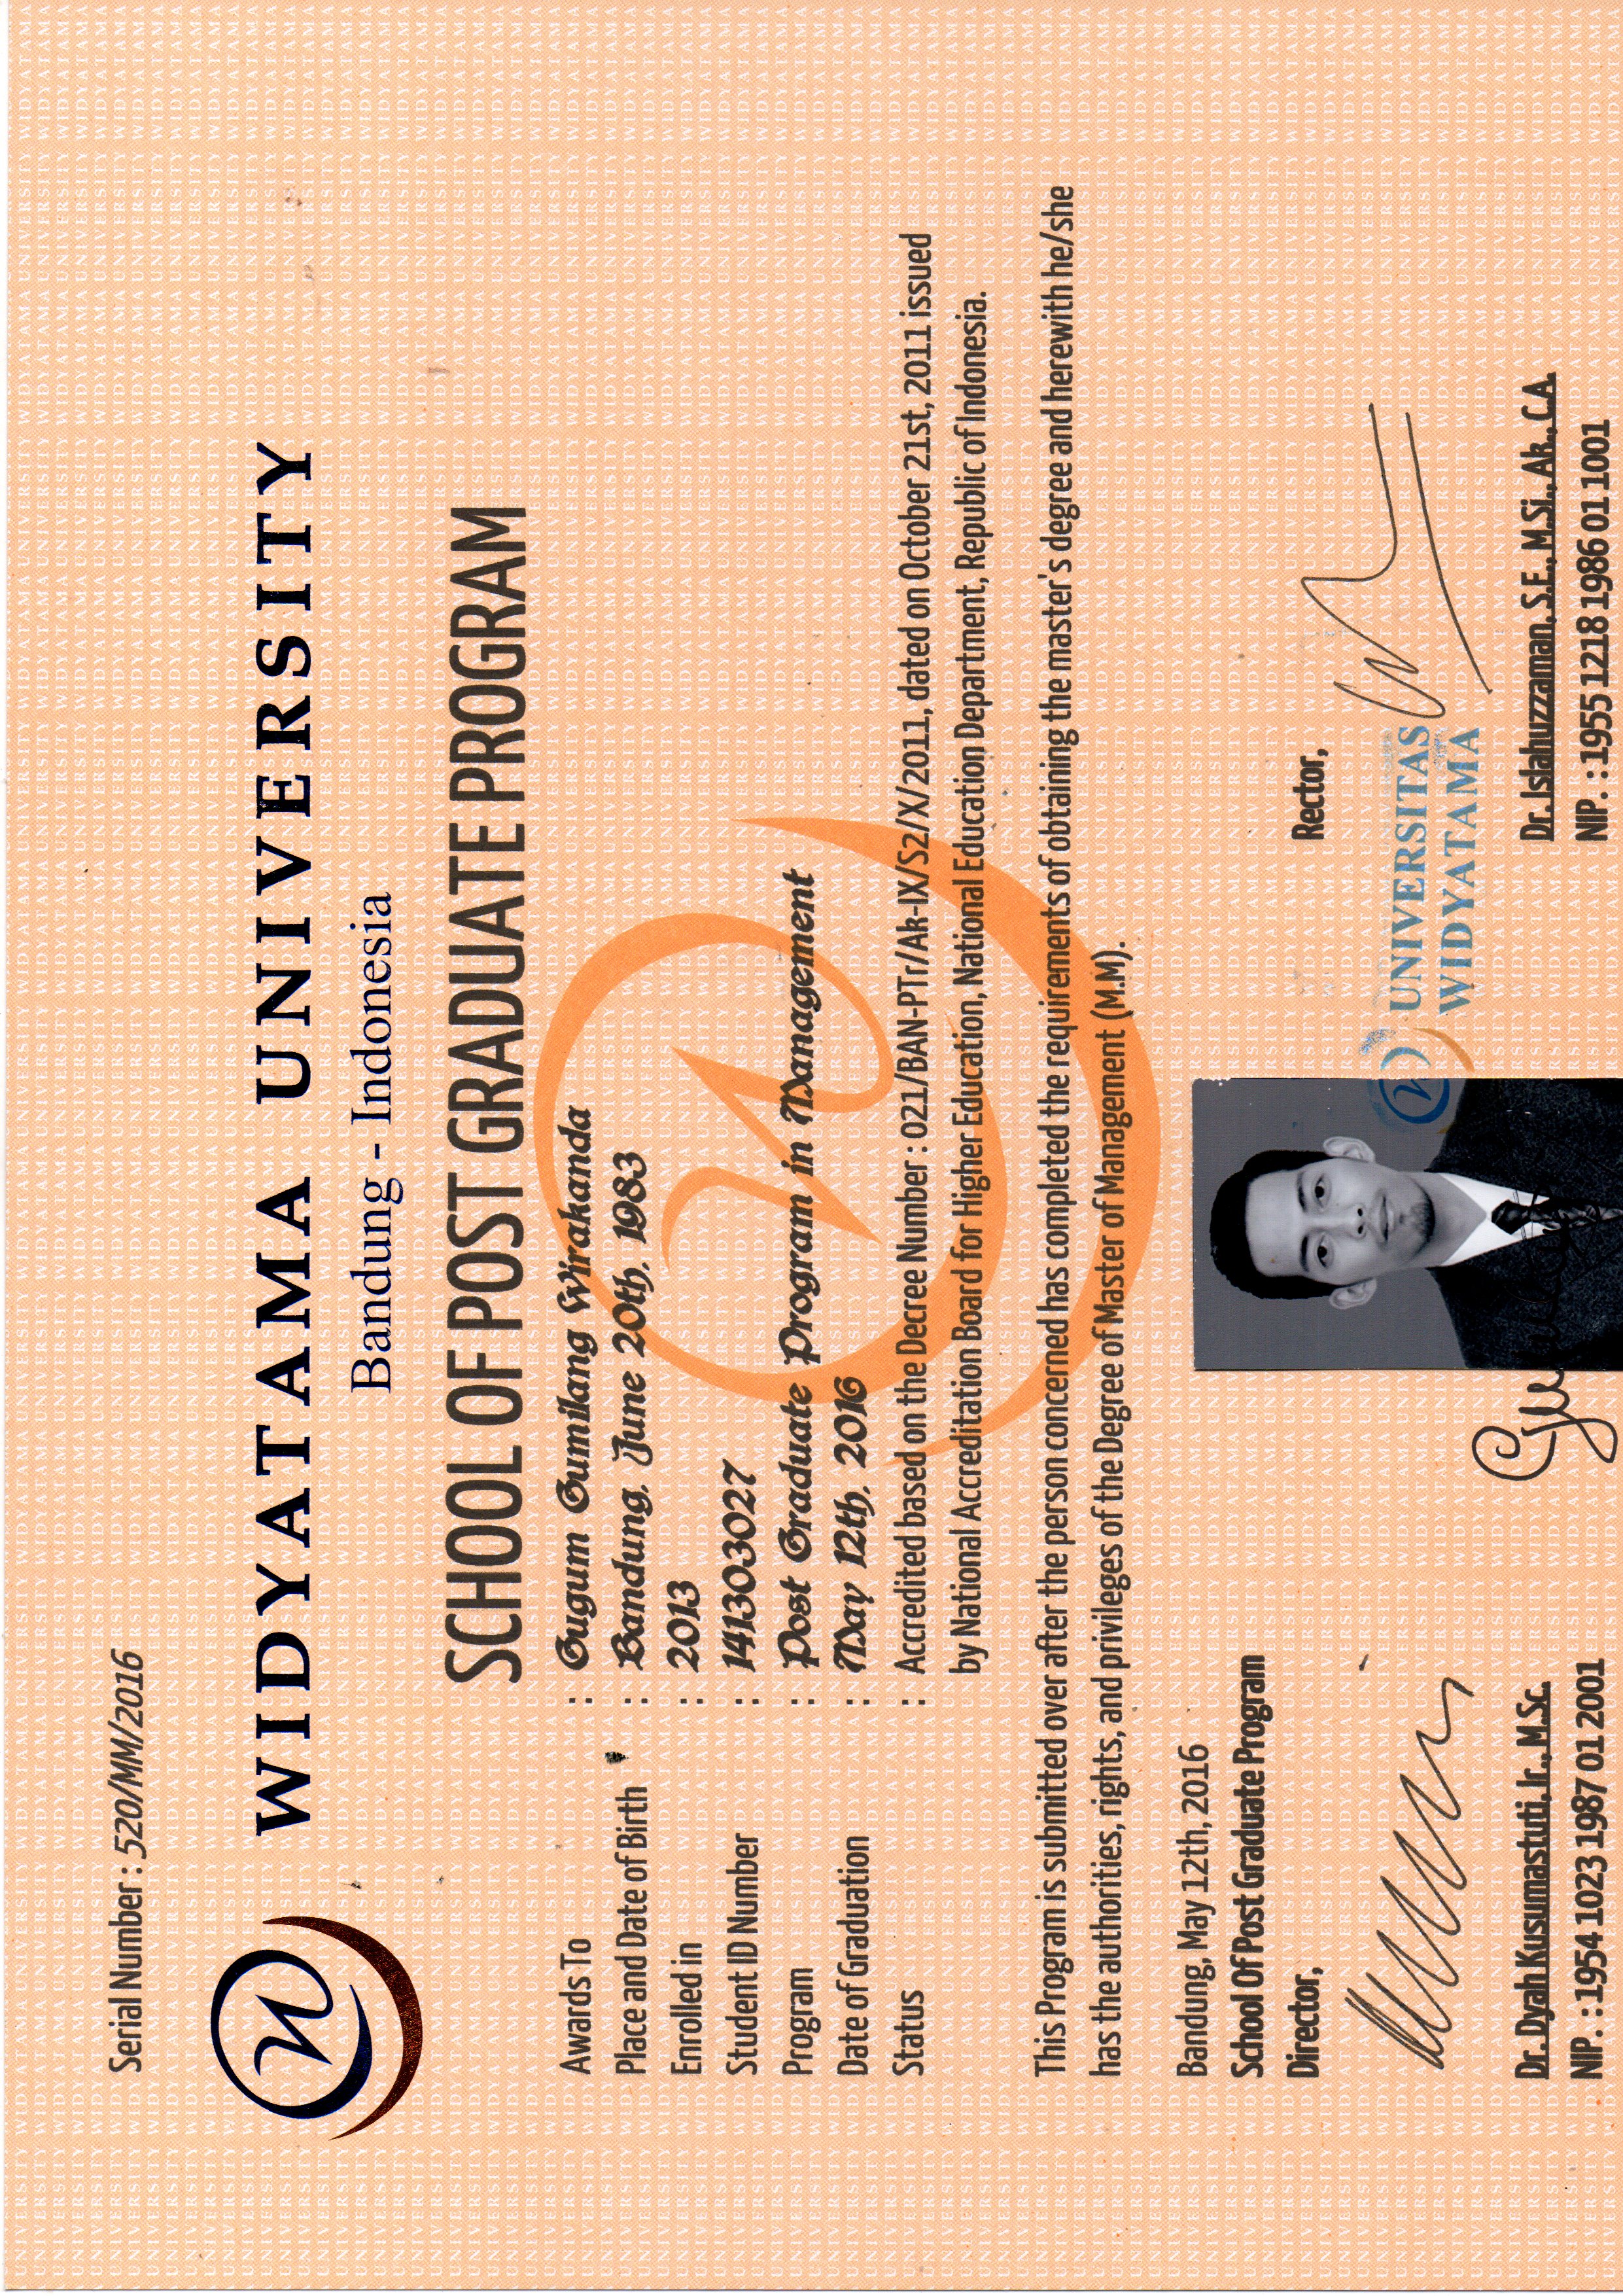 Serial Number : 520/MM/2016
WIDYATAMA UNIVERSITY
Bandung - Indonesia
SCHOOL OF POST GRADUATE PROGRAM
Awards To : Gugum Gumilang Wirakanda
Place and Date of Birth : Bandung, June 20th, 1983
Enrolled in : 2013
Student ID Number : 141303027
Program : Post Graduate Program in Management
Date of Graduation : May 12th, 2016
Status : Accredited based on the Decree Number : 021/BAN-PTr/Ak-IX/S2/X/2011, dated on October 21st, 2011 issued
by National Accreditation Board for Higher Education, National Education Department, Republic of Indonesia.
This Program is submitted over after the person concerned has completed the requirements of obtaining the master's degree and herewith he/she
has the authorities, rights, and privileges of the Degree of Master of Management (M.M).
Bandung, May 12th, 2016
School Of Post Graduate Program
Director,
Rector,
UNIVERSITAS
WIDYATAMA
Dr. Dyah Kusumastuti, Ir., M.Sc.
NIP. : 1954 1023 1987 01 2001
Dr. Islahuzzaman, S.E., M.Si., Ak., C.A.
NIP. : 1955 1218 1986 01 1001